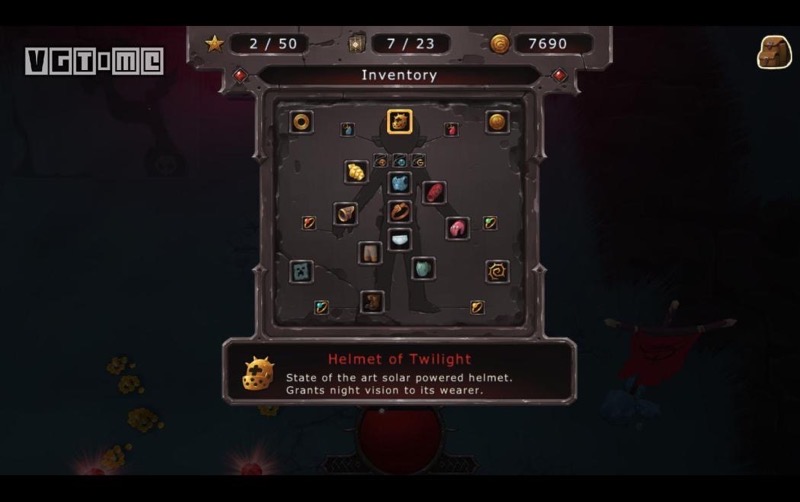 2 / 50
7 / 23
7690
VGTIME
Inventory
Helmet of Twilight
State of the art solar powered helmet.
Grants night vision to its wearer.